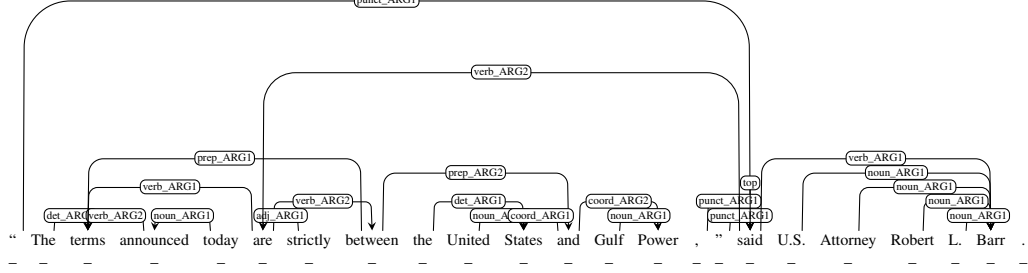 punct_ARG1
verb_ARG2
prep_ARG1 verb_ARG1
prep_ARG2 noun_ARG1
top
verb_ARG1 noun_ARG1
verb_ARG2 det_ARG1 coord_ARG2 punct_ARG1 noun_ARG1
verb_ARG2 noun_ARG1 adj_ARG1 coord_ARG1 noun_ARG1 punct_ARG1 noun_ARG1
“ The terms announced today are strictly between the United States and Gulf Power , ” said U.S. Attorney Robert L. Barr .